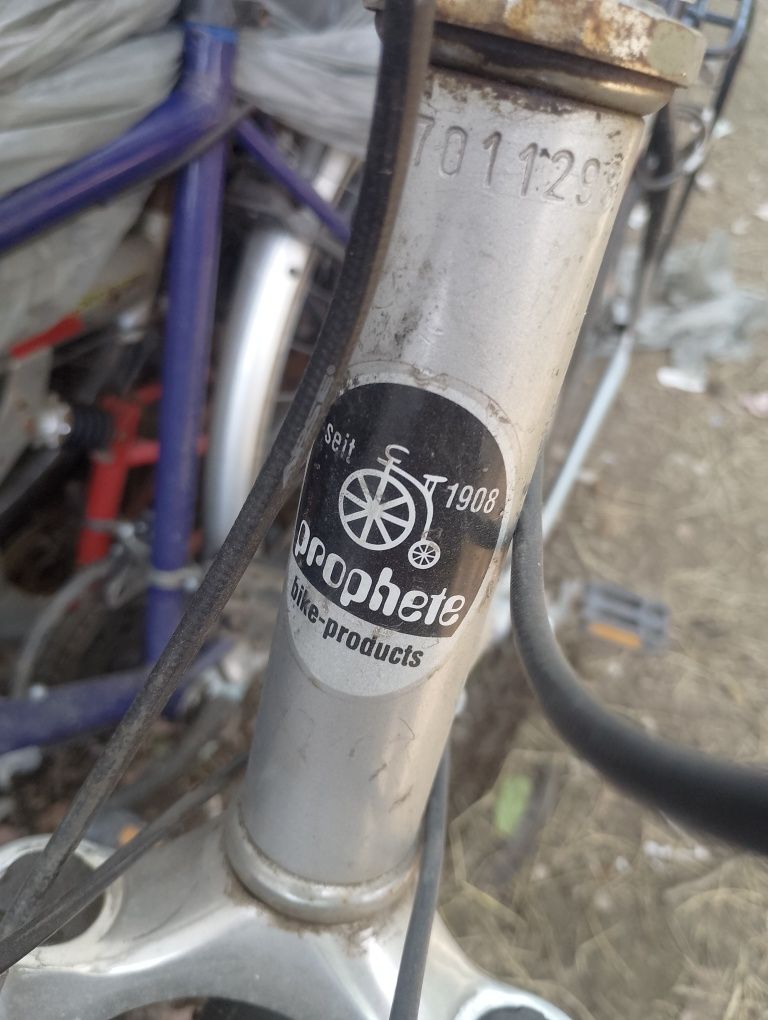 701129
seit
1908
prophete
bike-products